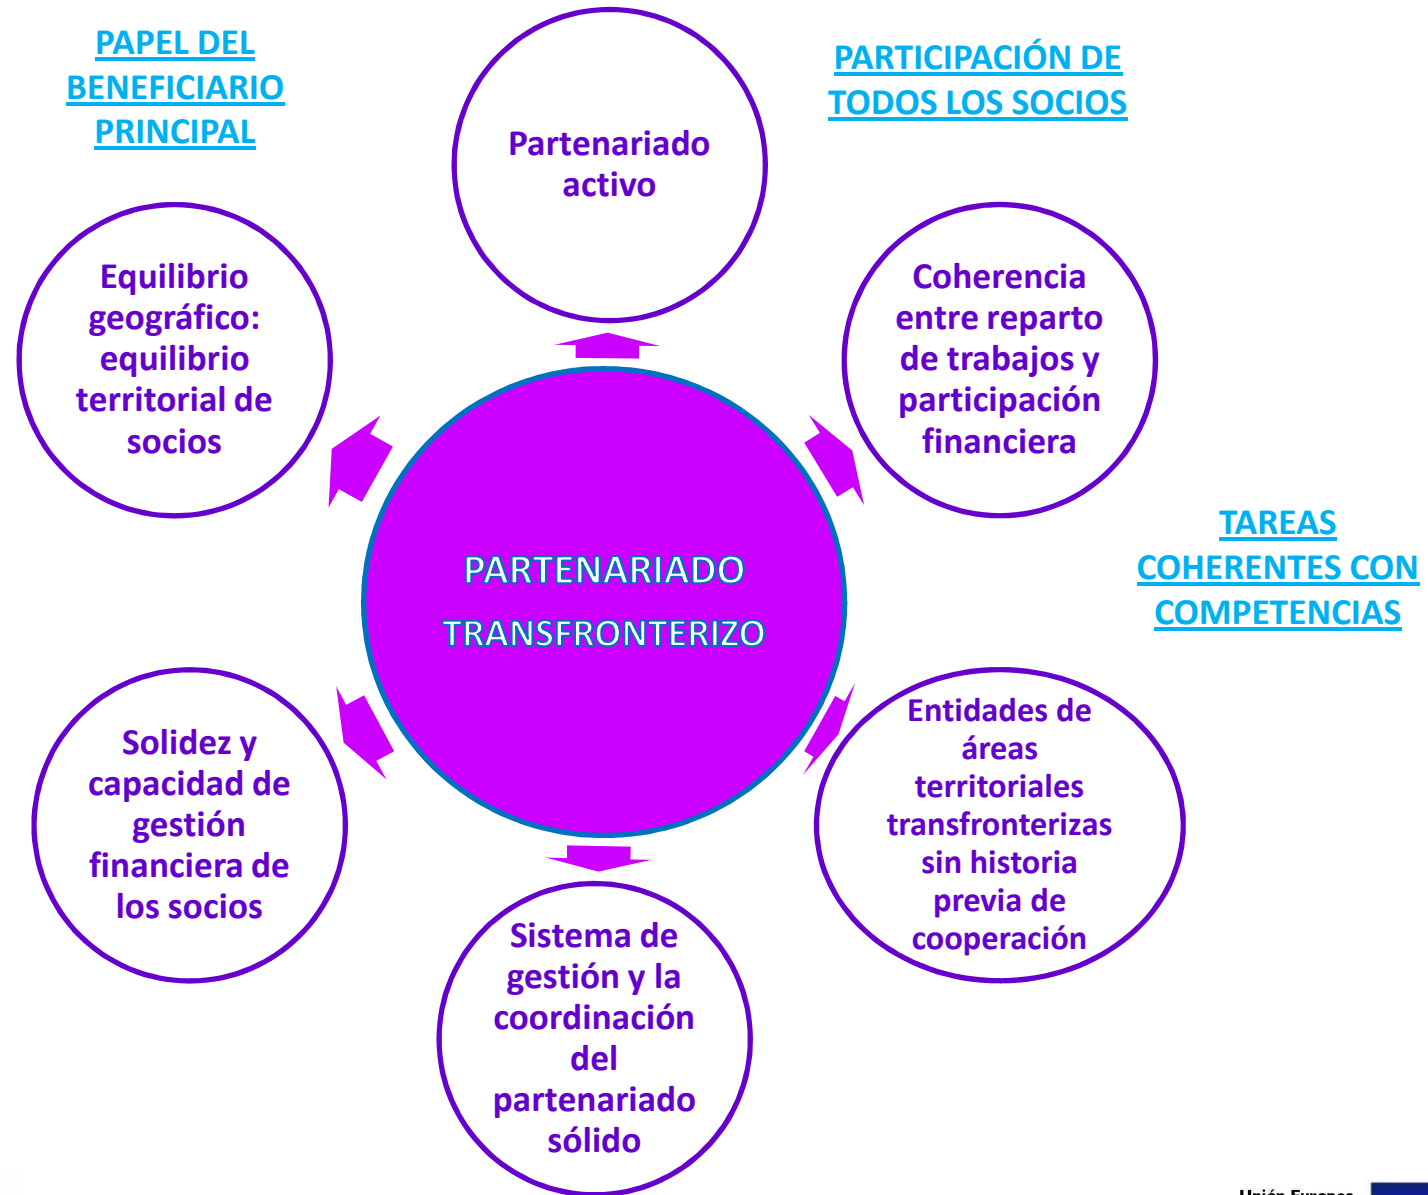 PAPEL DEL
BENEFICIARIO
PRINCIPAL
PARTICIPACIÓN DE
TODOS LOS SOCIOS
Partenariado
activo
Equilibrio
geográfico:
equilibrio
territorial de
socios
Coherencia
entre reparto
de trabajos y
participación
financiera
TAREAS
COHERENTES CON
COMPETENCIAS
PARTENARIADO
TRANSFRONTERIZO
Solidez y
capacidad de
gestión
financiera de
los socios
Entidades de
áreas
territoriales
transfronterizas
sin historia
previa de
cooperación
Sistema de
gestión y la
coordinación
del
partenariado
sólido
Unión Europea